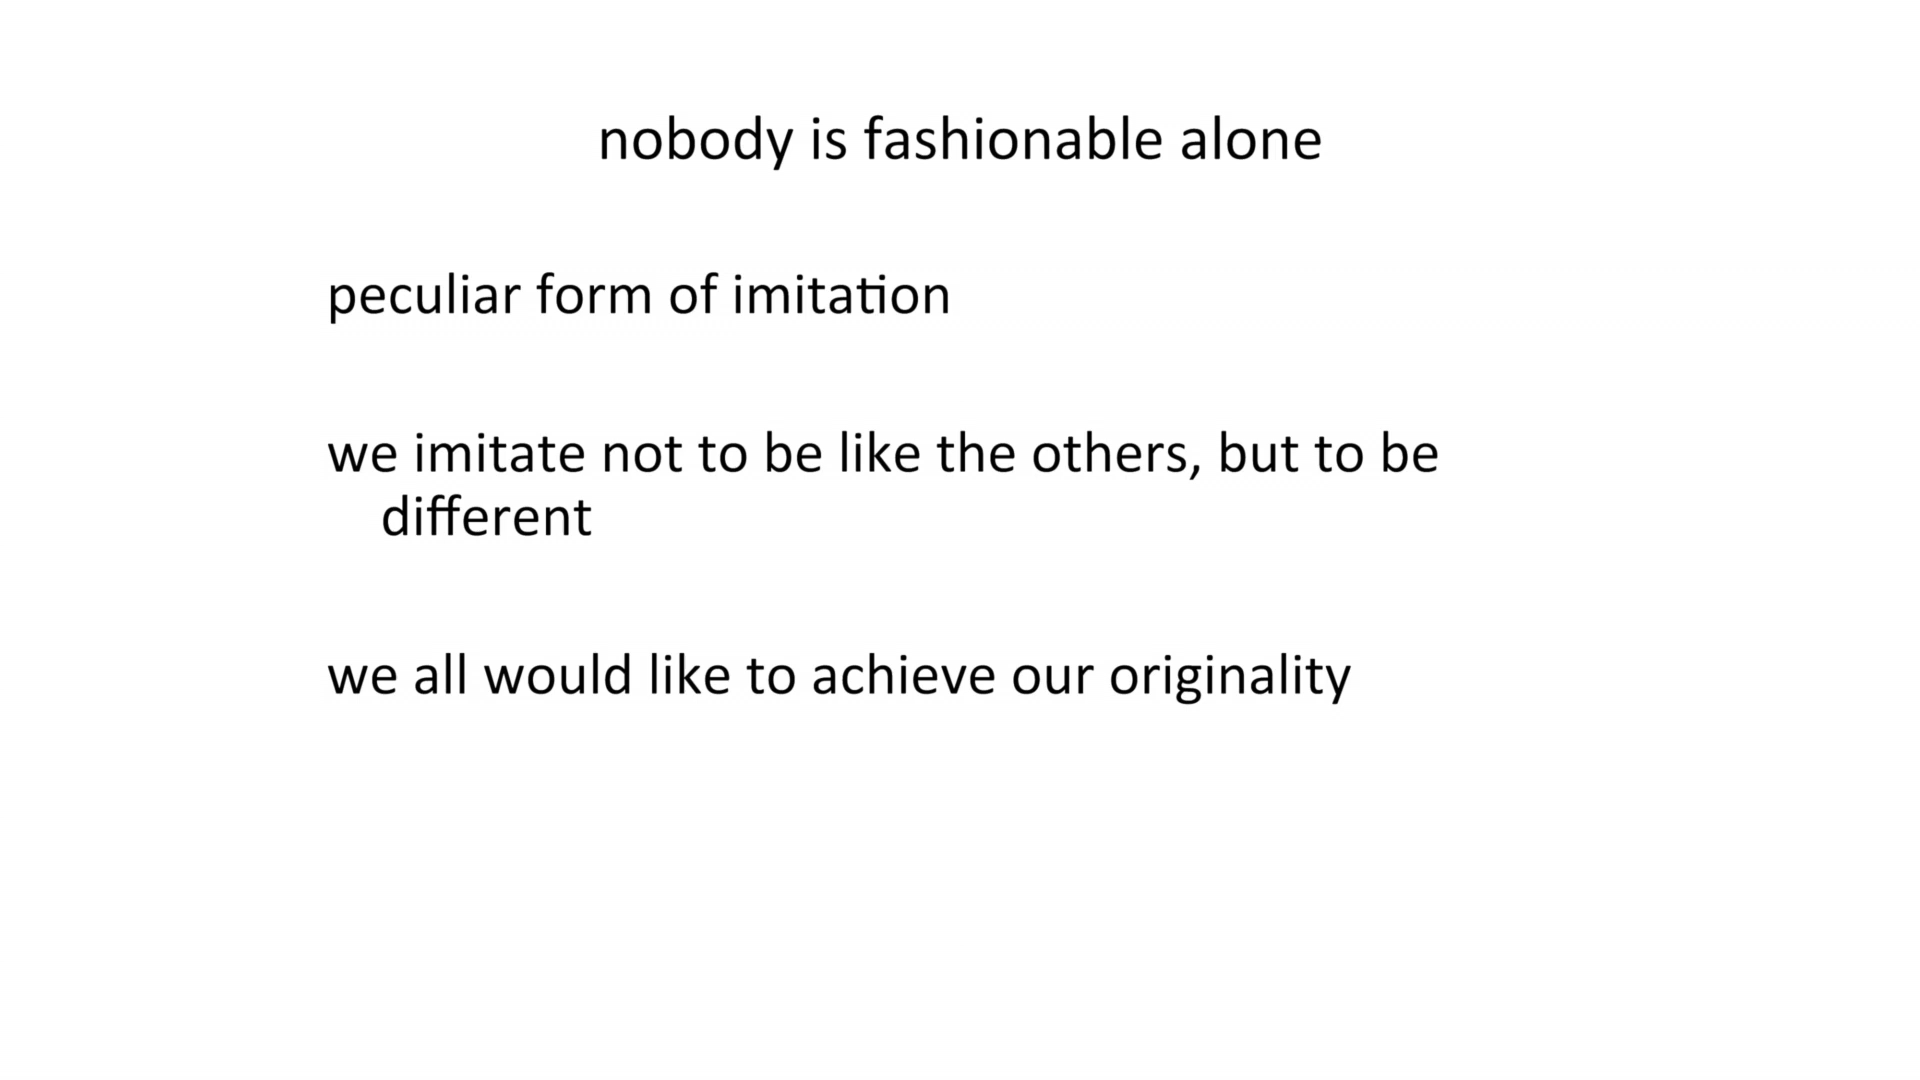 nobody is fashionable alone
peculiar form of imitation
we imitate not to be like the others, but to be
different
we all would like to achieve our originality